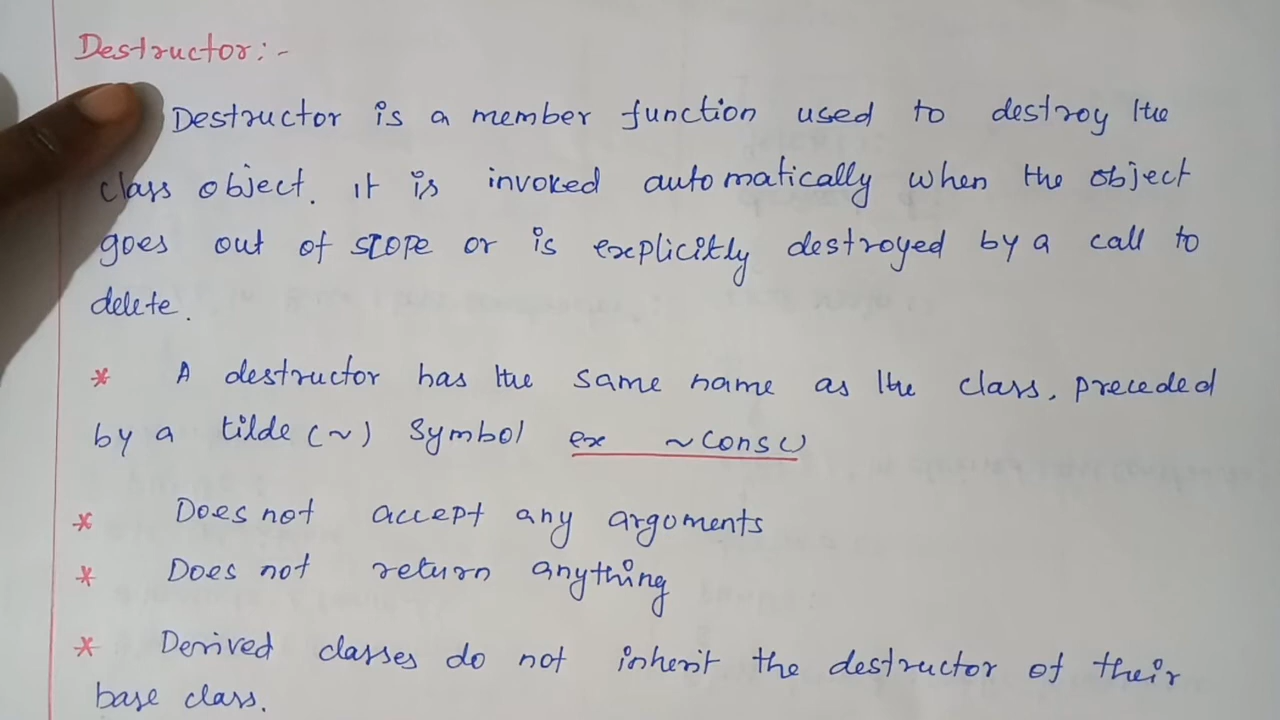 Destructor:-
Destructor is a member function used to destroy the
class object. it is invoked automatically when the object
goes out of scope or is explicitly destroyed by a call to
delete.
* A destructor has the same name as the class, preceded
by a tilde (~) symbol ex ~cons()
* Does not accept any argoments
* Does not return anything
* Derived classes do not inherit the destructor of their
base class.